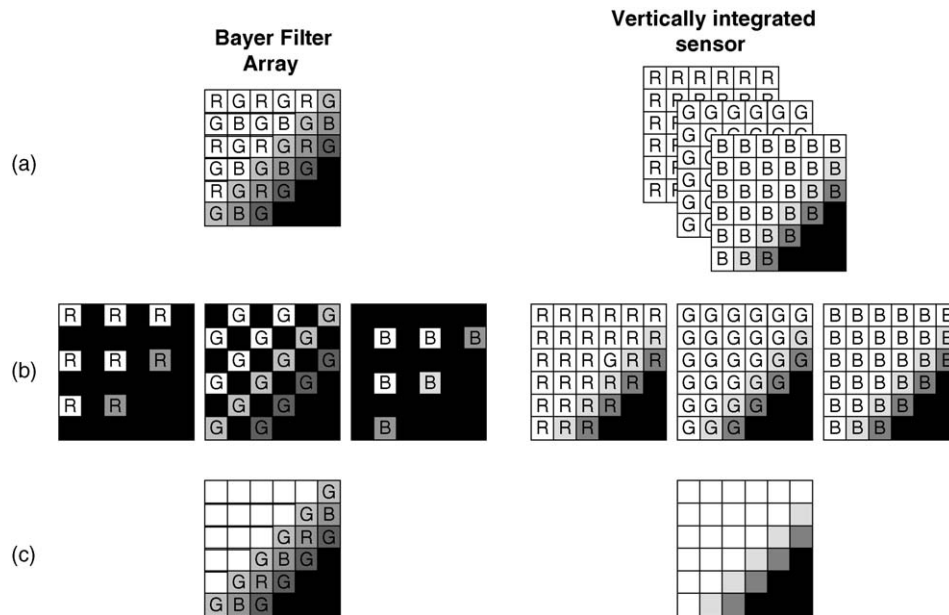 Bayer Filter
Array
Vertically integrated
sensor
(a)
R G R G R G
G B G B G B
R G R G R G
G B G B G
R G R G
G B G
R R R R R R
R
R
R
R
G G G G G G
G
G
G
B B B B B B
B B B B B B
B B B B B B
B B B B B
B B B B
B B B
(b)
R R R
R R R
R R
G G G
G G G
G G G
G G G
G G
G G
B B B
B B
B
R R R R R R
R R R R R R
R R R G R R
R R R R R
R R R R
R R R
G G G G G G
G G G G G G
G G G G G G
G G G G G
G G G G
G G G
B B B B B B
B B B B B B
B B B B B B
B B B B B
B B B B
B B B
(c)
G
G B
G R G
G B G
G R G
G B G